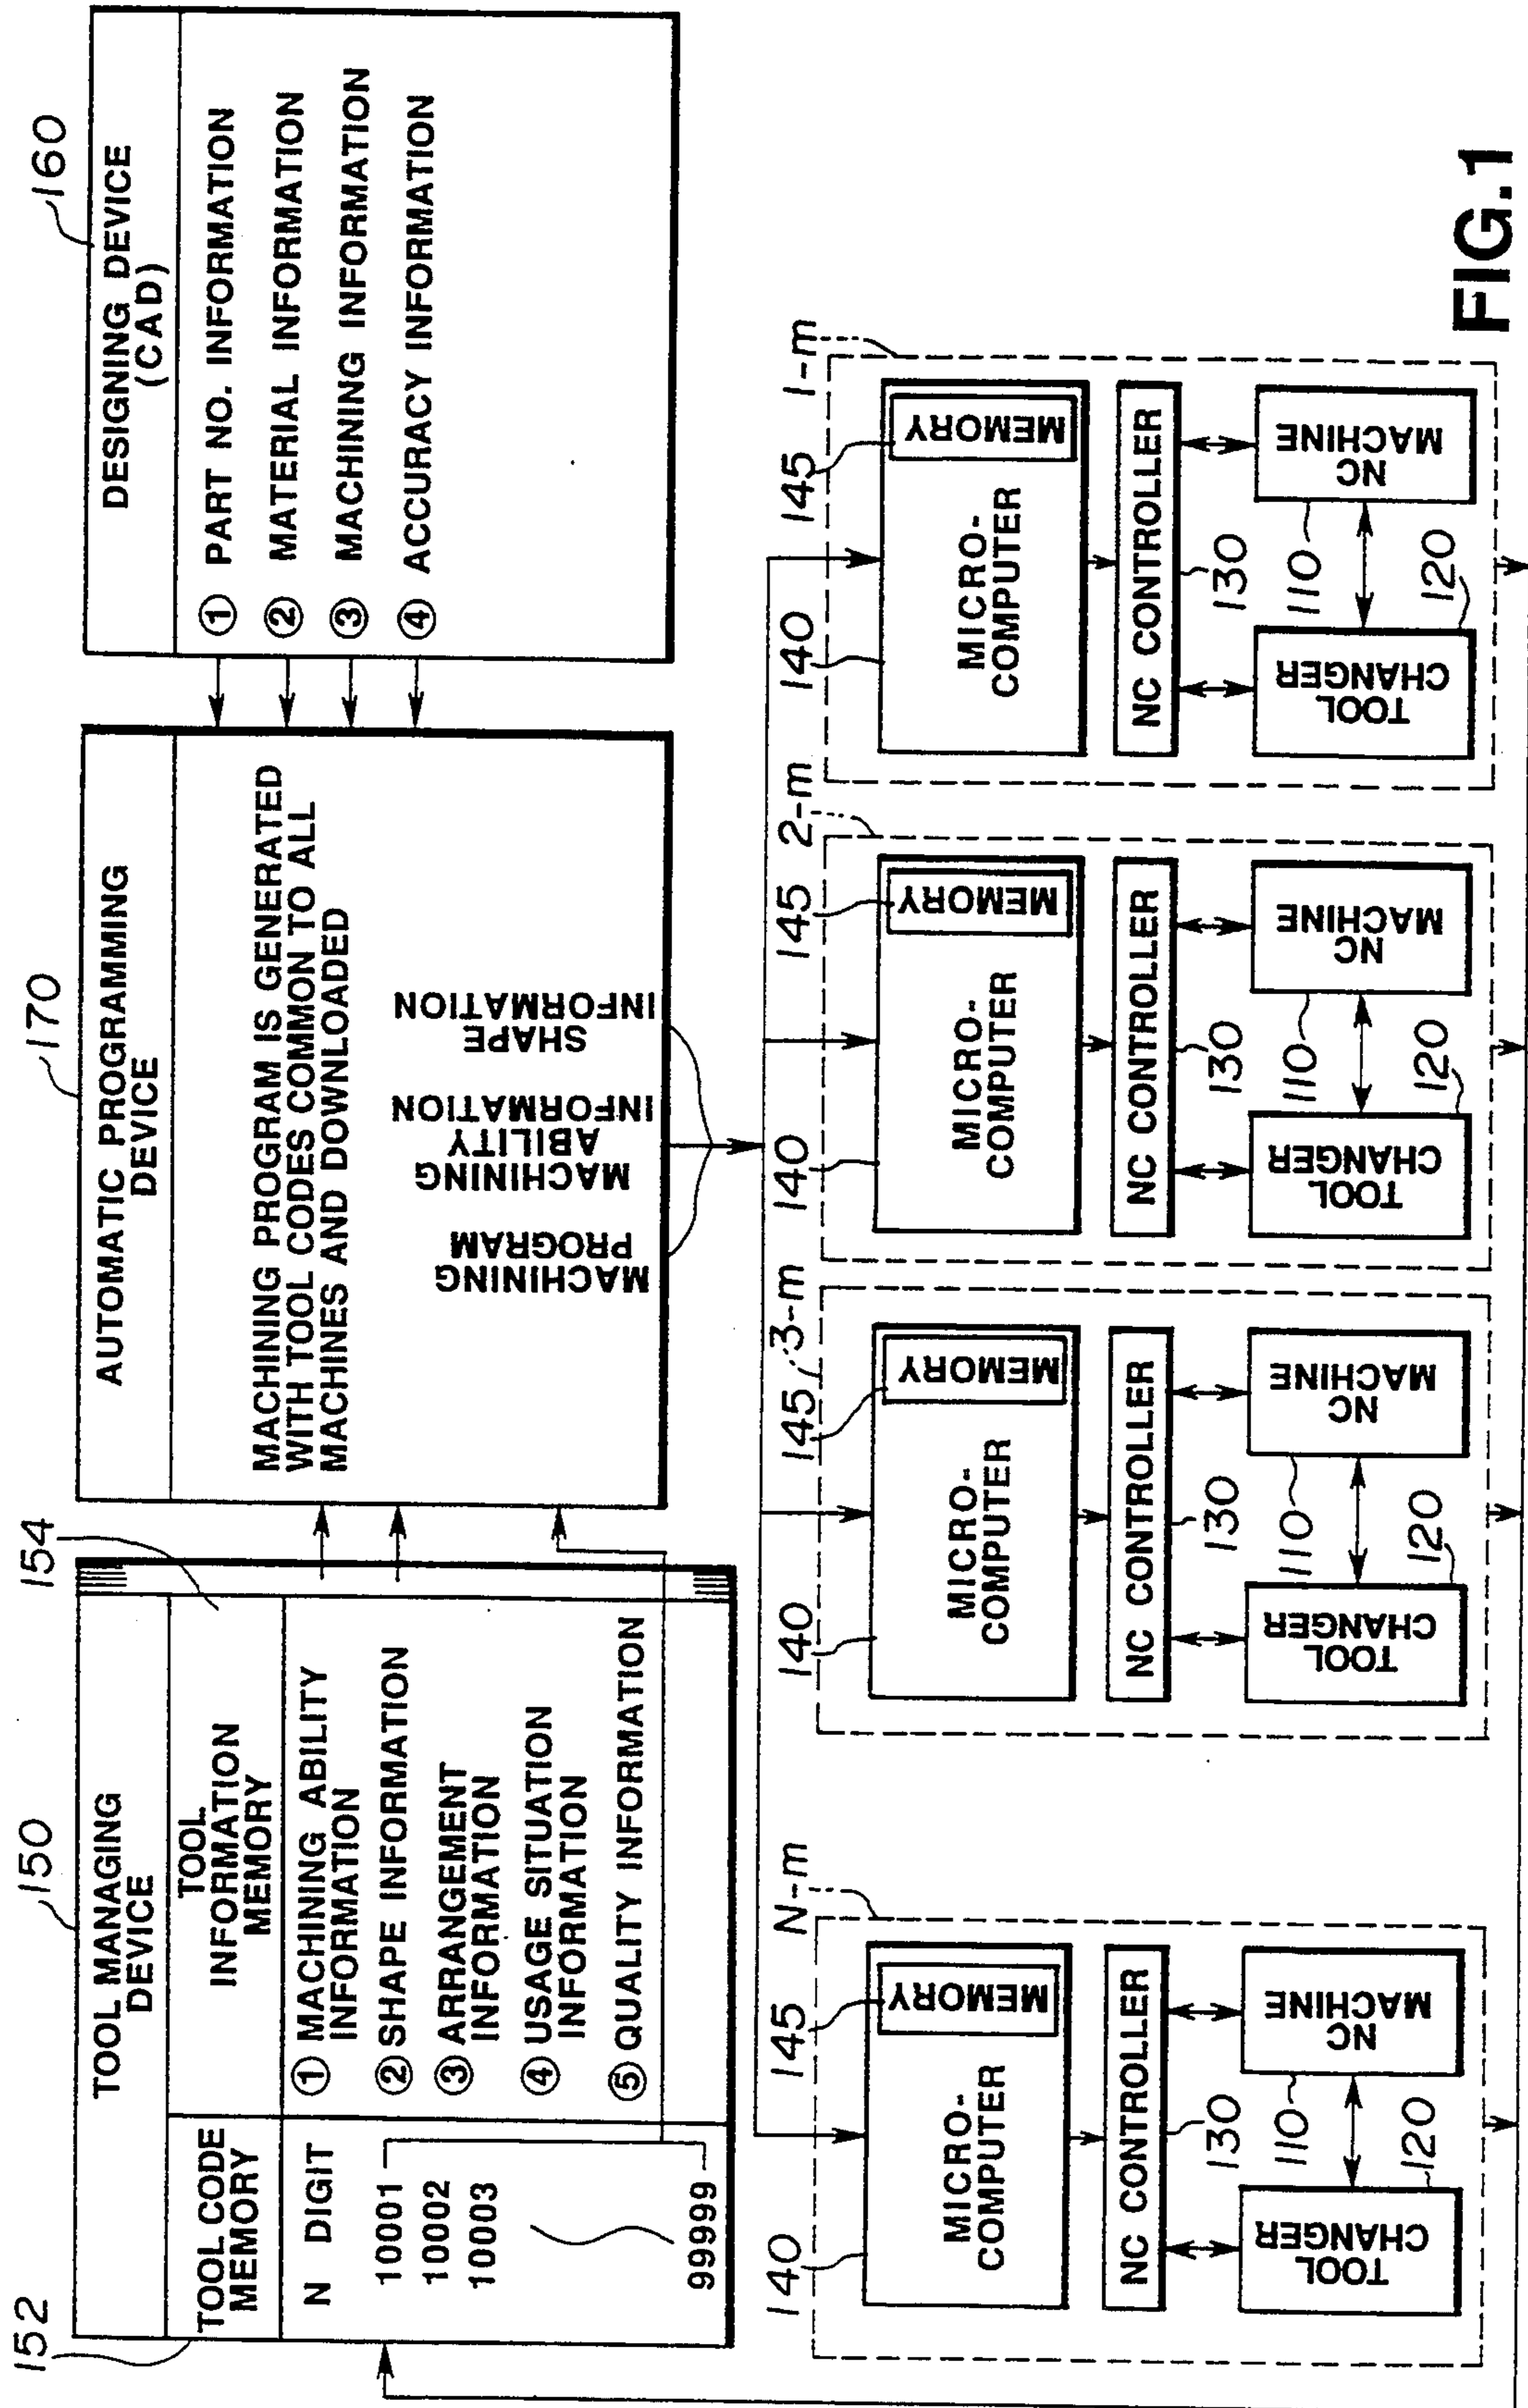 150
TOOL MANAGING
DEVICE
152
TOOL CODE
MEMORY
TOOL
INFORMATION
MEMORY
154
N DIGIT
10001
10002
10003
99999
① MACHINING ABILITY
INFORMATION
② SHAPE INFORMATION
③ ARRANGEMENT
INFORMATION
④ USAGE SITUATION
INFORMATION
⑤ QUALITY INFORMATION
170
AUTOMATIC PROGRAMMING
DEVICE
MACHINING PROGRAM IS GENERATED
WITH TOOL CODES COMMON TO ALL
MACHINES AND DOWNLOADED
MACHINING
PROGRAM
MACHINING
ABILITY
INFORMATION
SHAPE
INFORMATION
160
DESIGNING DEVICE
(CAD)
① PART NO. INFORMATION
② MATERIAL INFORMATION
③ MACHINING INFORMATION
④ ACCURACY INFORMATION
N-m
140
145
MICRO-
COMPUTER
MEMORY
NC CONTROLLER
130
110
120
TOOL
CHANGER
NC
MACHINE
3-m
140
145
MICRO-
COMPUTER
MEMORY
NC CONTROLLER
130
110
120
TOOL
CHANGER
NC
MACHINE
2-m
140
145
MICRO-
COMPUTER
MEMORY
NC CONTROLLER
130
110
120
TOOL
CHANGER
NC
MACHINE
1-m
140
145
MICRO-
COMPUTER
MEMORY
NC CONTROLLER
130
110
120
TOOL
CHANGER
NC
MACHINE
FIG.1